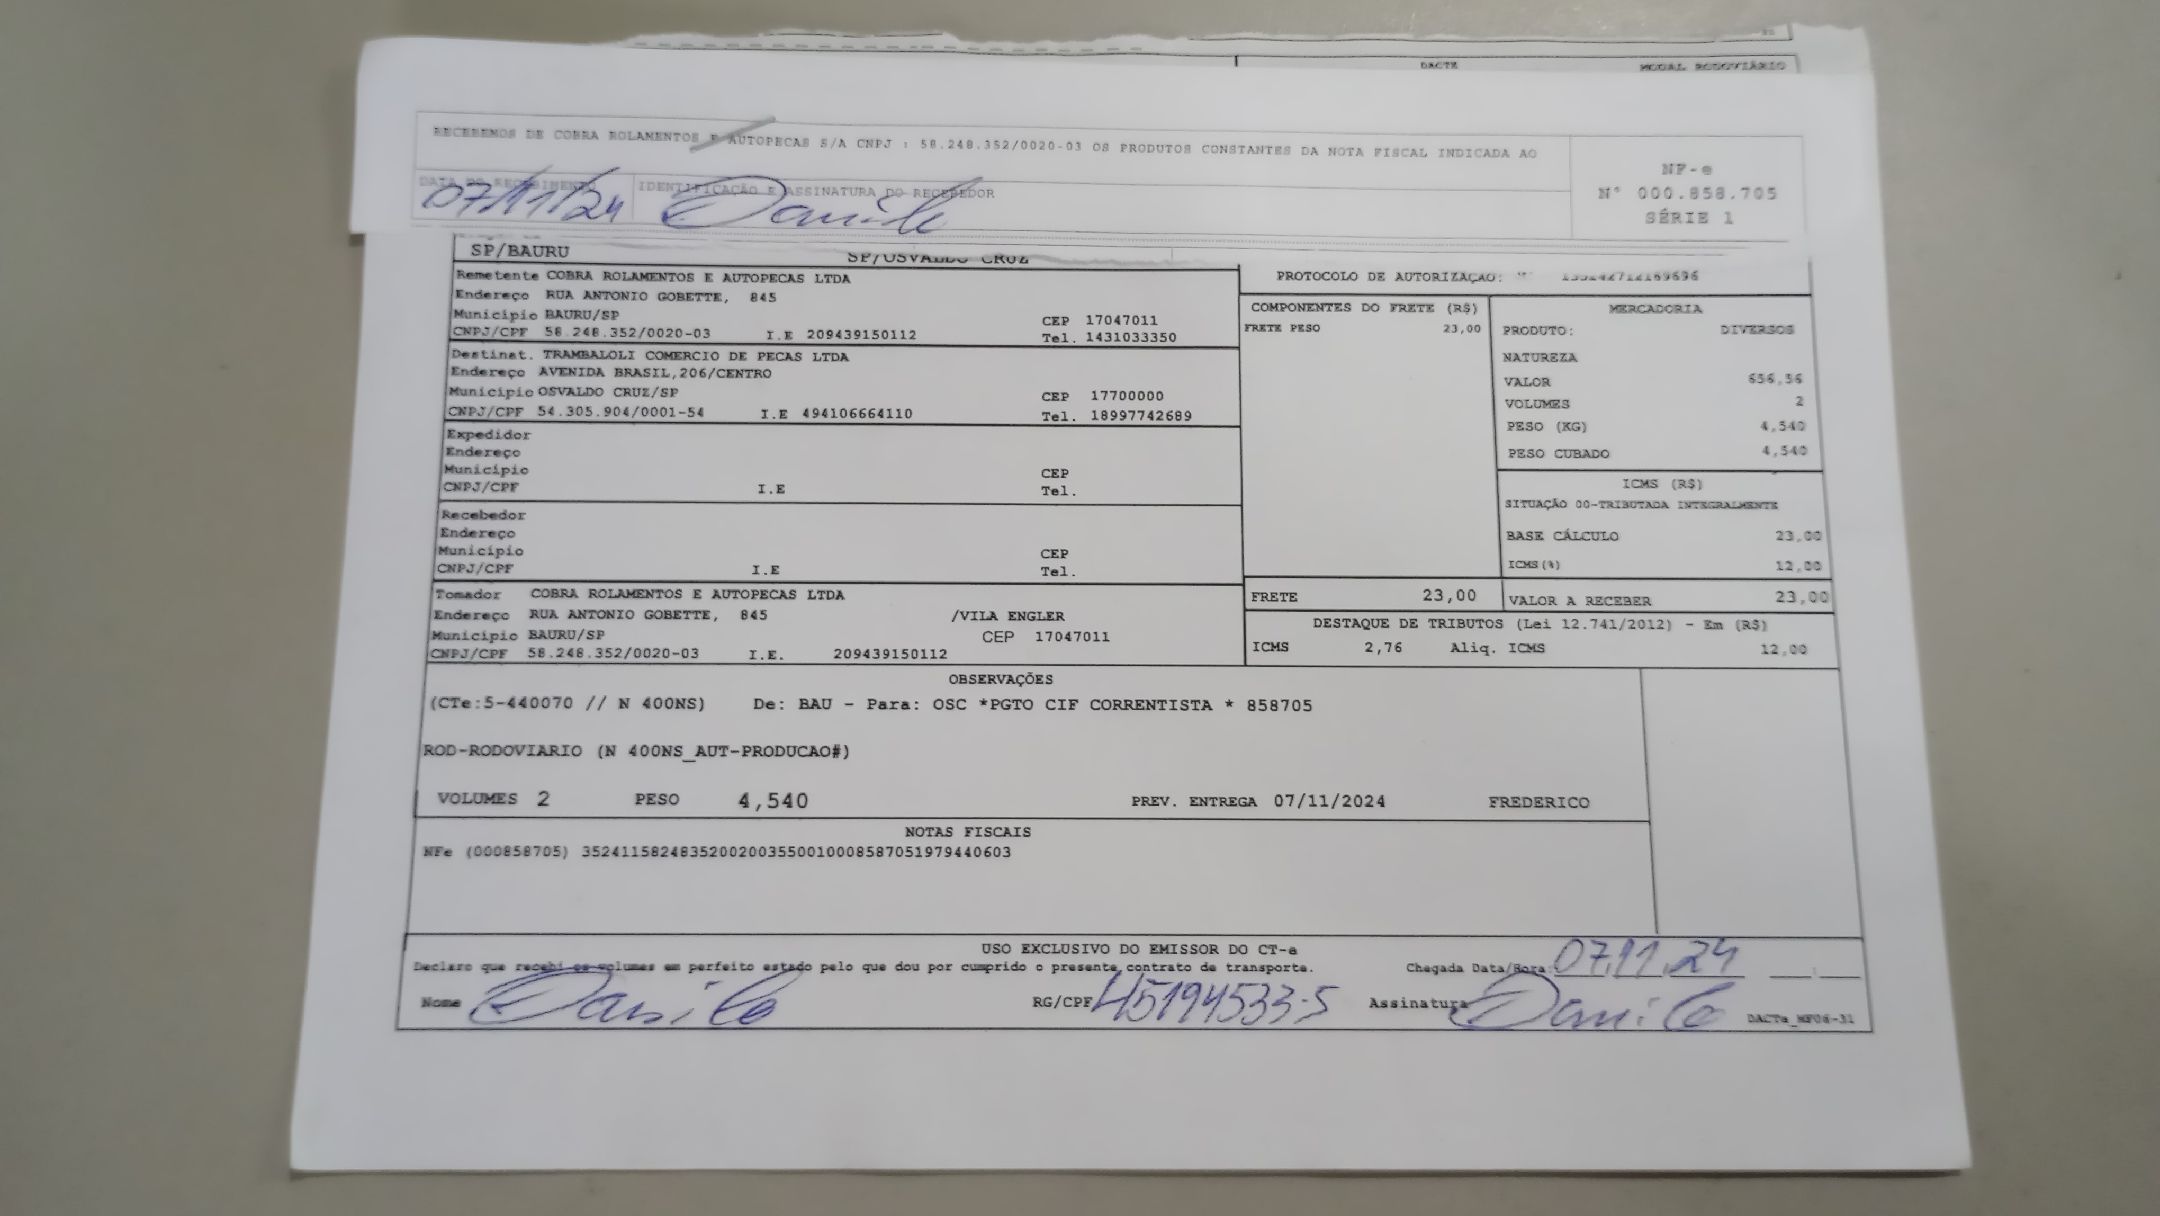 DACTE MODAL RODOVIÁRIO
RECEBEMOS DE COBRA ROLAMENTOS E AUTOPECAS S/A CNPJ : 58.248.352/0020-03 OS PRODUTOS CONSTANTES DA NOTA FISCAL INDICADA AO
NF-e
Nº 000.858.705
SÉRIE 1
DATA DO RECEBIMENTO IDENTIFICAÇÃO E ASSINATURA DO RECEBEDOR
07/11/24 Danilo
SP/BAURU SP/OSVALDO CRUZ
Remetente COBRA ROLAMENTOS E AUTOPECAS LTDA
Endereço RUA ANTONIO GOBETTE, 845
Município BAURU/SP CEP 17047011
CNPJ/CPF 58.248.352/0020-03 I.E 209439150112 Tel. 1431033350
Destinat. TRAMBALOLI COMERCIO DE PECAS LTDA
Endereço AVENIDA BRASIL,206/CENTRO
Município OSVALDO CRUZ/SP CEP 17700000
CNPJ/CPF 54.305.904/0001-54 I.E 494106664110 Tel. 18997742689
Expedidor
Endereço
Município CEP
CNPJ/CPF I.E Tel.
Recebedor
Endereço
Município CEP
CNPJ/CPF I.E Tel.
Tomador COBRA ROLAMENTOS E AUTOPECAS LTDA
Endereço RUA ANTONIO GOBETTE, 845 /VILA ENGLER
Município BAURU/SP CEP 17047011
CNPJ/CPF 58.248.352/0020-03 I.E. 209439150112
PROTOCOLO DE AUTORIZAÇÃO:
COMPONENTES DO FRETE (R$)
FRETE PESO 23,00
MERCADORIA
PRODUTO: DIVERSOS
NATUREZA
VALOR 656,56
VOLUMES 2
PESO (KG) 4,540
PESO CUBADO 4,540
ICMS (R$)
SITUAÇÃO 00-TRIBUTADA INTEGRALMENTE
BASE CÁLCULO 23,00
ICMS(%) 12,00
FRETE 23,00 VALOR A RECEBER 23,00
DESTAQUE DE TRIBUTOS (Lei 12.741/2012) - Em (R$)
ICMS 2,76 Aliq. ICMS 12,00
OBSERVAÇÕES
(CTe:5-440070 // N 400NS) De: BAU - Para: OSC *PGTO CIF CORRENTISTA * 858705
ROD-RODOVIARIO (N 400NS_AUT-PRODUCAO#)
VOLUMES 2 PESO 4,540 PREV. ENTREGA 07/11/2024 FREDERICO
NOTAS FISCAIS
NFe (000858705) 35241158248352002003550010008587051979440603
USO EXCLUSIVO DO EMISSOR DO CT-e
Declaro que recebi os volumes em perfeito estado pelo que dou por cumprido o presente contrato de transporte. Chegada Data/Hora: 07.11.24 ___:___
Nome Danilo RG/CPF 45194533-5 Assinatura Danilo DACTe_MF06-31